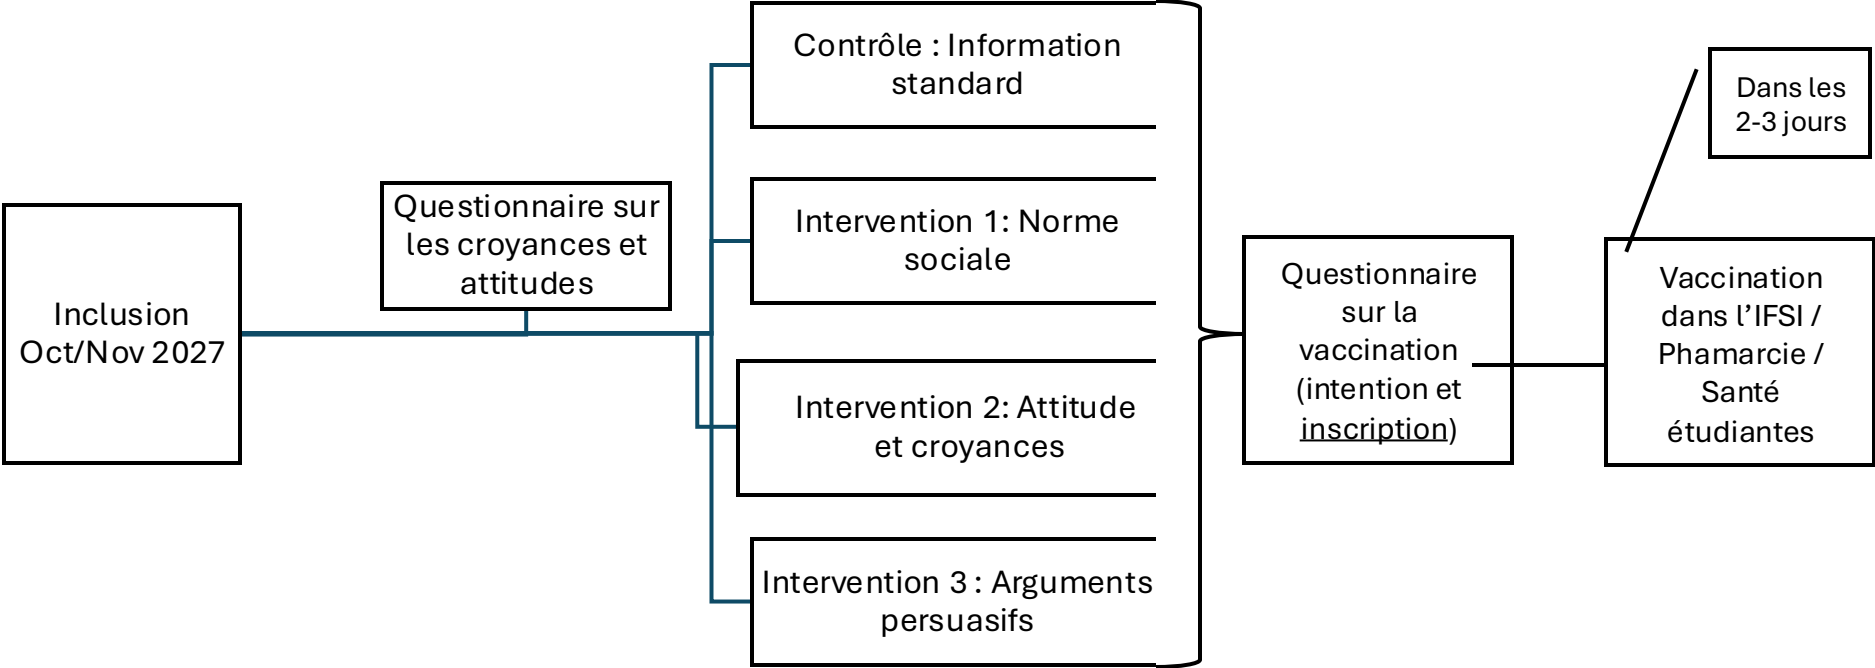 Inclusion
Oct/Nov 2027
Questionnaire sur
les croyances et
attitudes
Contrôle : Information
standard
Intervention 1: Norme
sociale
Intervention 2: Attitude
et croyances
Intervention 3 : Arguments
persuasifs
Questionnaire
sur la
vaccination
(intention et
inscription)
Dans les
2-3 jours
Vaccination
dans l’IFSI /
Phamarcie /
Santé
étudiantes